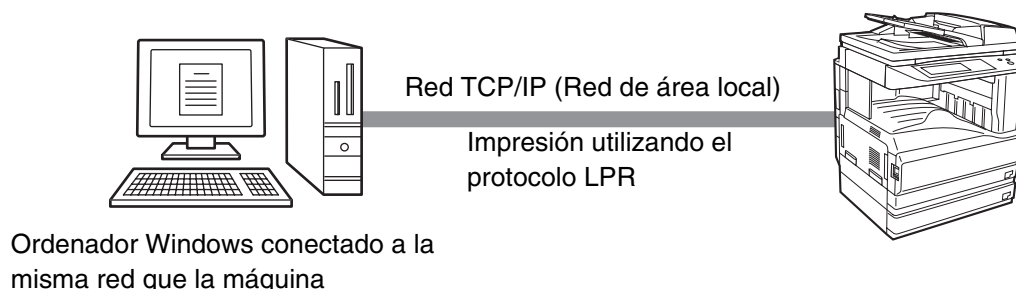 Red TCP/IP (Red de área local)
Impresión utilizando el
protocolo LPR
Ordenador Windows conectado a la
misma red que la máquina